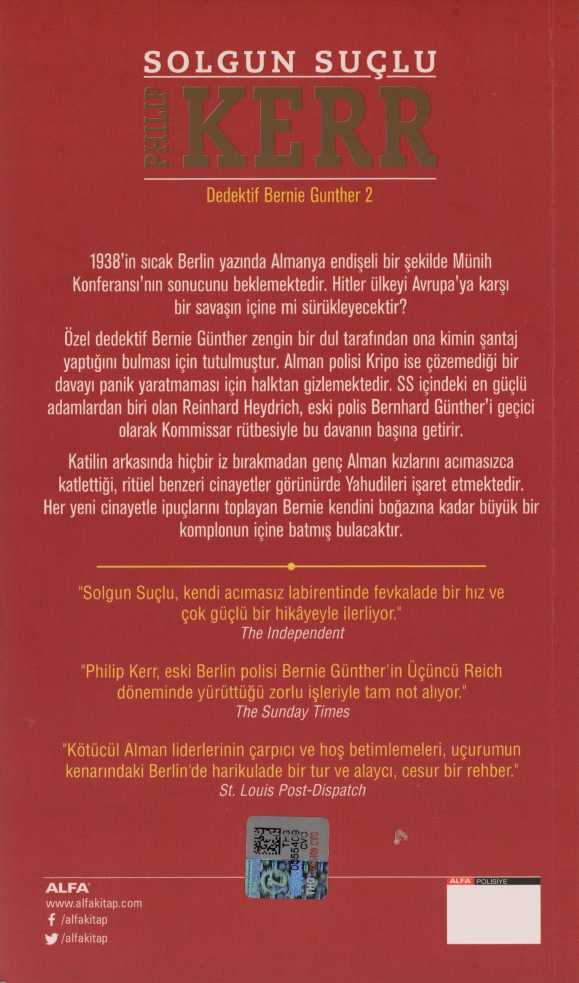 SOLGUN SUÇLU
PHILIP KERR
Dedektif Bernie Gunther 2
1938'in sıcak Berlin yazında Almanya endişeli bir şekilde Münih
Konferansı'nın sonucunu beklemektedir. Hitler ülkeyi Avrupa'ya karşı
bir savaşın içine mi sürükleyecektir?
Özel dedektif Bernie Günther zengin bir dul tarafından ona kimin şantaj
yaptığını bulması için tutulmuştur. Alman polisi Kripo ise çözemediği bir
davayı panik yaratmaması için halktan gizlemektedir. SS içindeki en güçlü
adamlardan biri olan Reinhard Heydrich, eski polis Bernhard Günther'i geçici
olarak Kommissar rütbesiyle bu davanın başına getirir.
Katilin arkasında hiçbir iz bırakmadan genç Alman kızlarını acımasızca
katlettiği, ritüel benzeri cinayetler görünürde Yahudileri işaret etmektedir.
Her yeni cinayetle ipuçlarını toplayan Bernie kendini boğazına kadar büyük bir
komplonun içine batmış bulacaktır.
"Solgun Suçlu, kendi acımasız labirentinde fevkalade bir hız ve
çok güçlü bir hikâyeyle ilerliyor."
The Independent
"Philip Kerr, eski Berlin polisi Bernie Günther'in Üçüncü Reich
döneminde yürüttüğü zorlu işleriyle tam not alıyor."
The Sunday Times
"Kötücül Alman liderlerinin çarpıcı ve hoş betimlemeleri, uçurumun
kenarındaki Berlin'de harikulade bir tur ve alaycı, cesur bir rehber."
St. Louis Post-Dispatch
ALFA
www.alfakitap.com
/alfakitap
/alfakitap
ALFA POLİSİYE